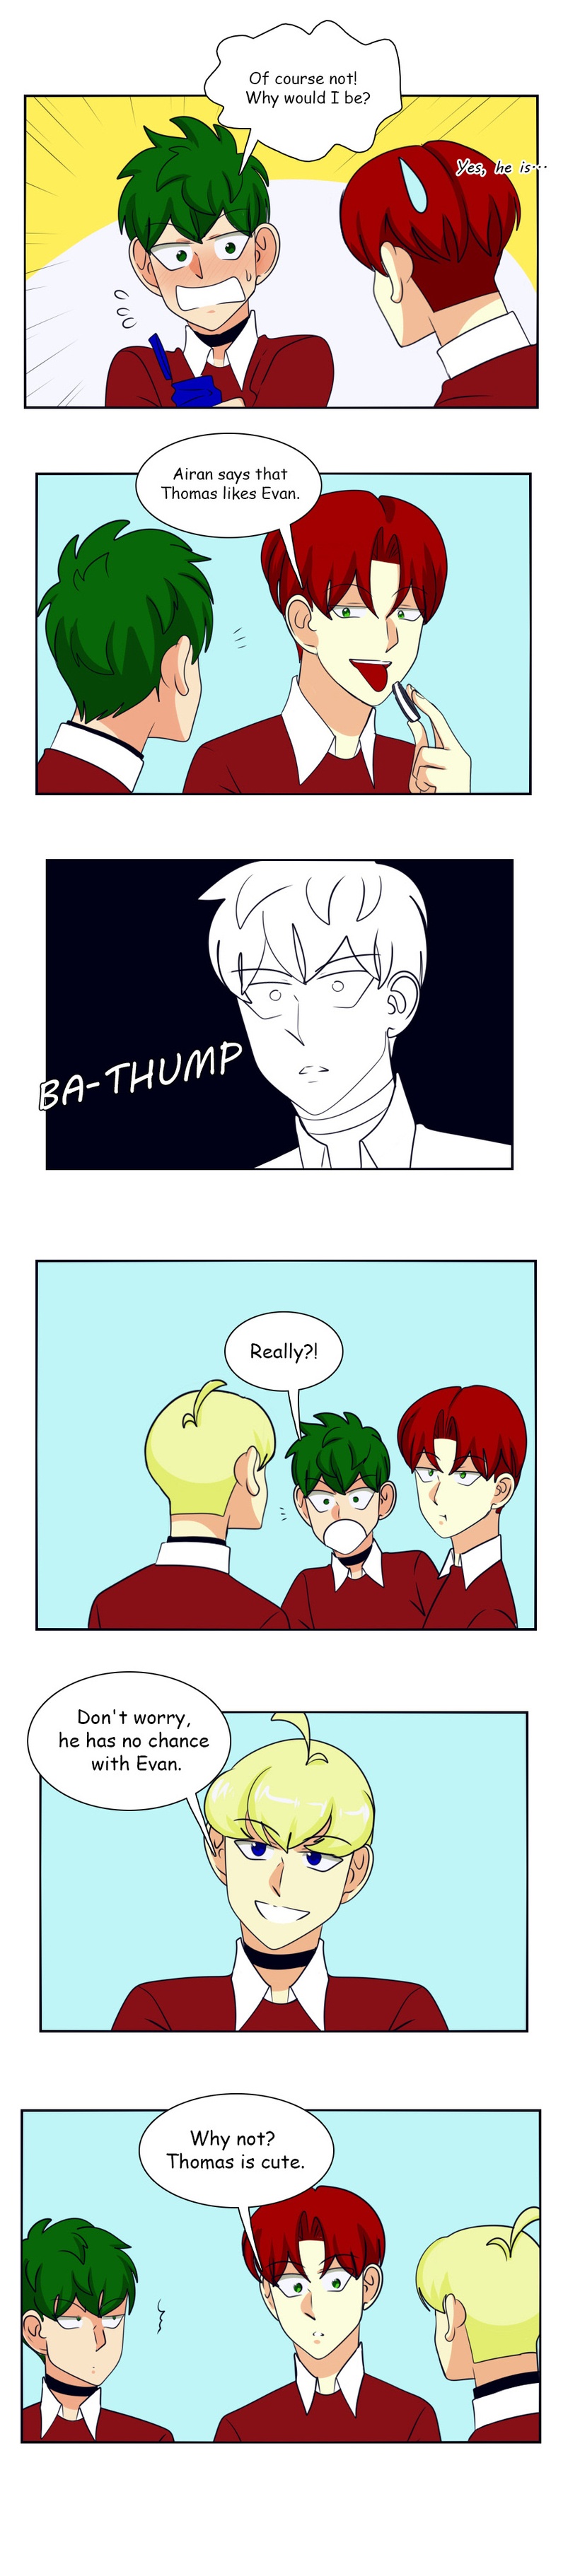 Of course not!
Why would I be?
Yes, he is...
Airan says that
Thomas likes Evan.
BA-THUMP
Really?!
Don't worry,
he has no chance
with Evan.
Why not?
Thomas is cute.